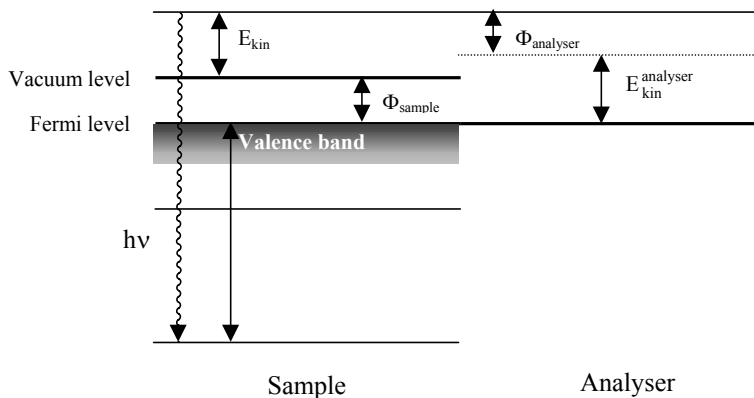 E_kin
Φ_analyser
Vacuum level
E_kin^analyser
Φ_sample
Fermi level
Valence band
hν
Sample
Analyser